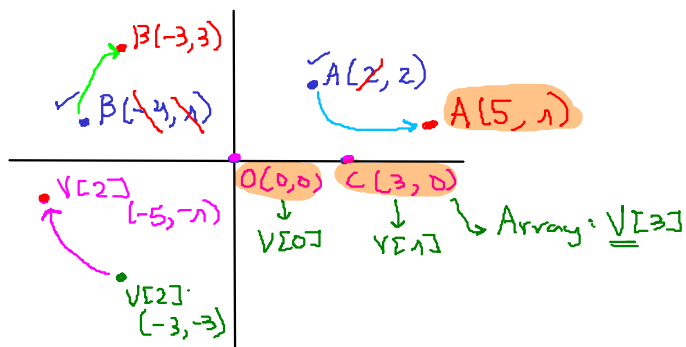 B(-3,3)
A(2, 2)
B(-4, 1)
A(5, 1)
O(0,0)
C(3, 0)
V[2]
(-5,-1)
V[0]
V[1]
Array: V[3]
V[2]
(-3,-3)